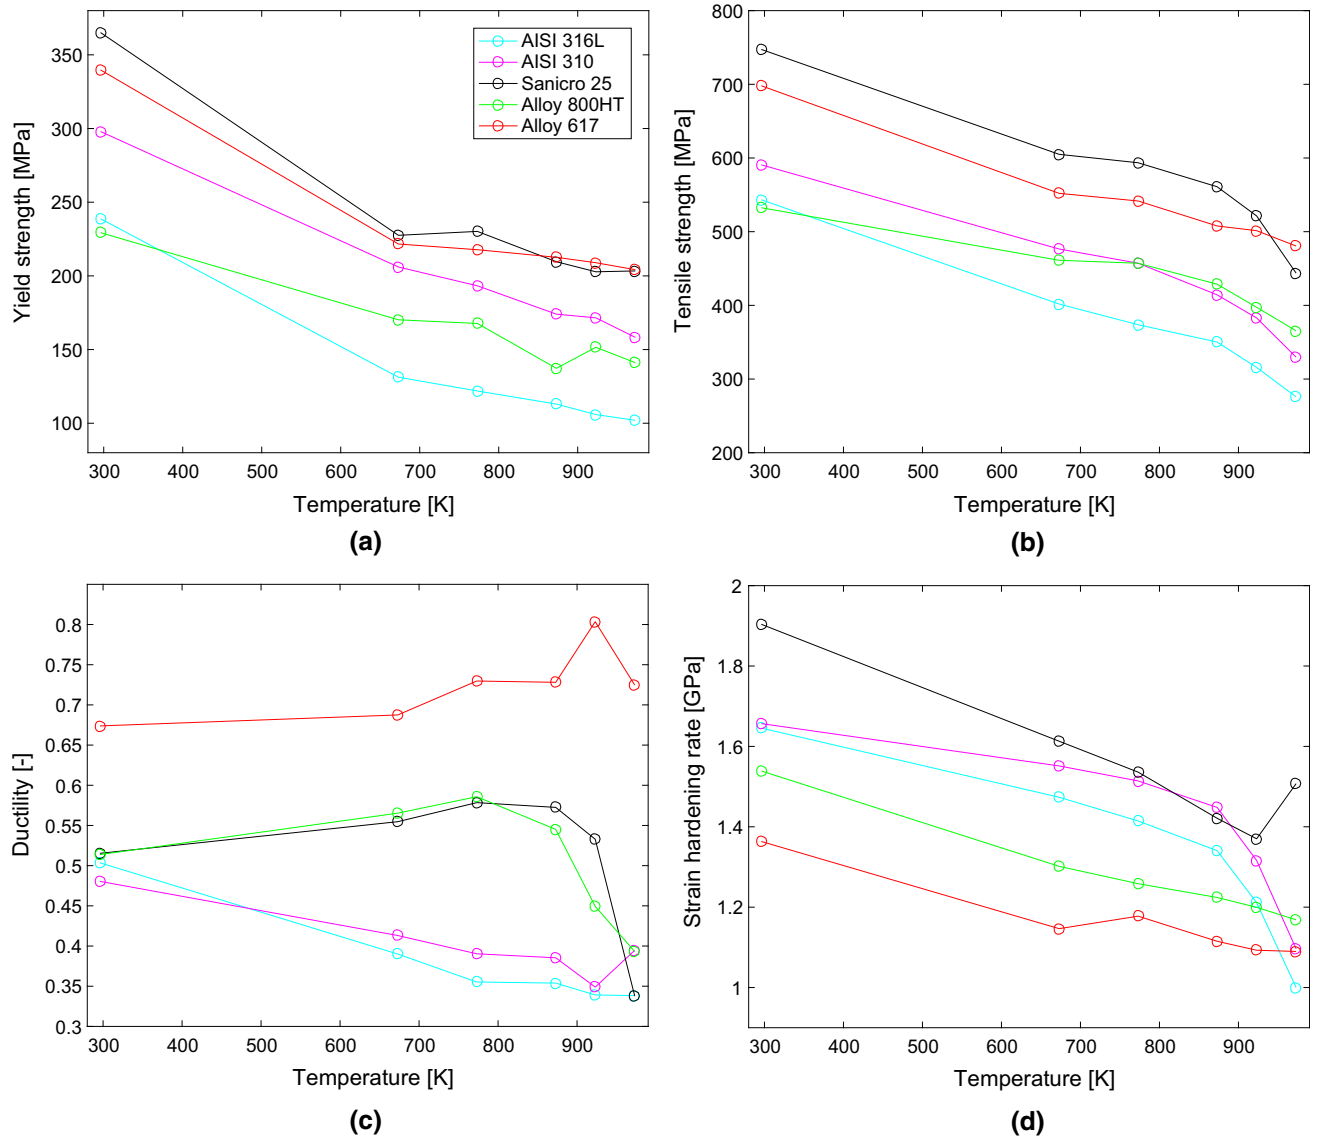 350
300
250
200
150
100
Yield strength [MPa]
AISI 316L
AISI 310
Sanicro 25
Alloy 800HT
Alloy 617
300 400 500 600 700 800 900
Temperature [K]
(a)
800
700
600
500
400
300
200
Tensile strength [MPa]
300 400 500 600 700 800 900
Temperature [K]
(b)
0.8
0.75
0.7
0.65
0.6
0.55
0.5
0.45
0.4
0.35
0.3
Ductility [-]
300 400 500 600 700 800 900
Temperature [K]
(c)
2
1.8
1.6
1.4
1.2
1
Strain hardening rate [GPa]
300 400 500 600 700 800 900
Temperature [K]
(d)